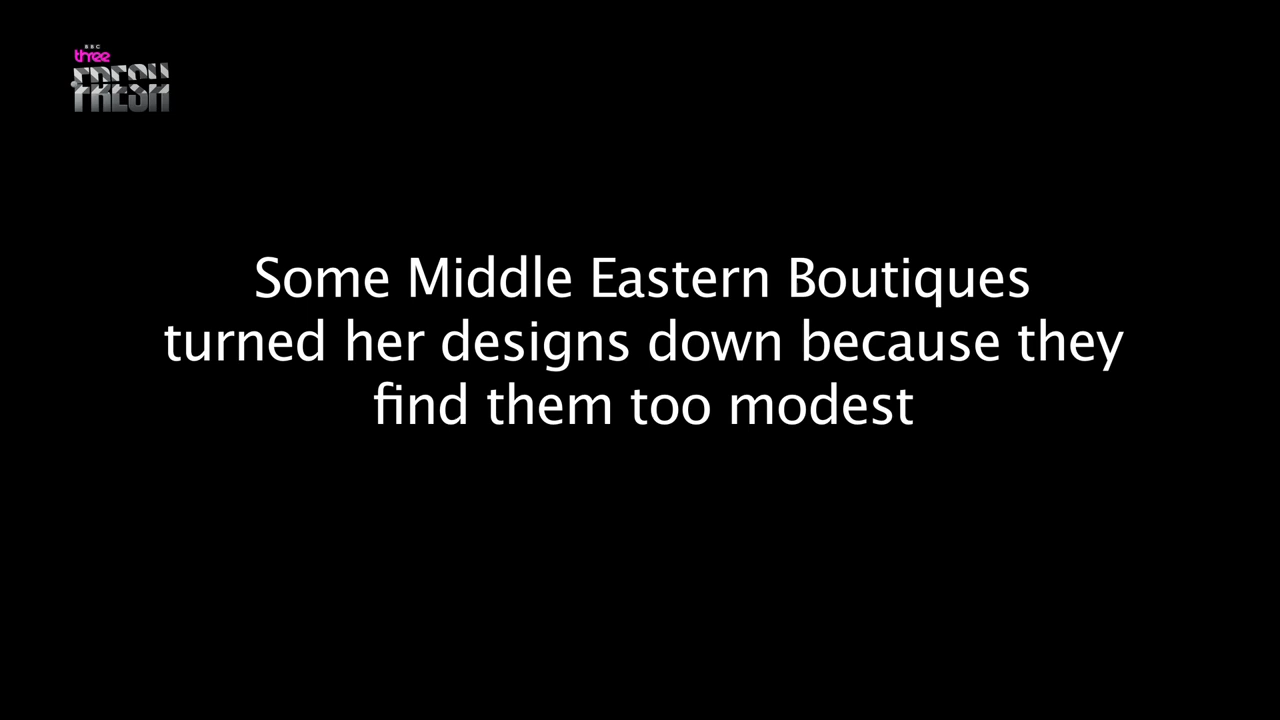 BBC
three
FRESH
Some Middle Eastern Boutiques
turned her designs down because they
find them too modest